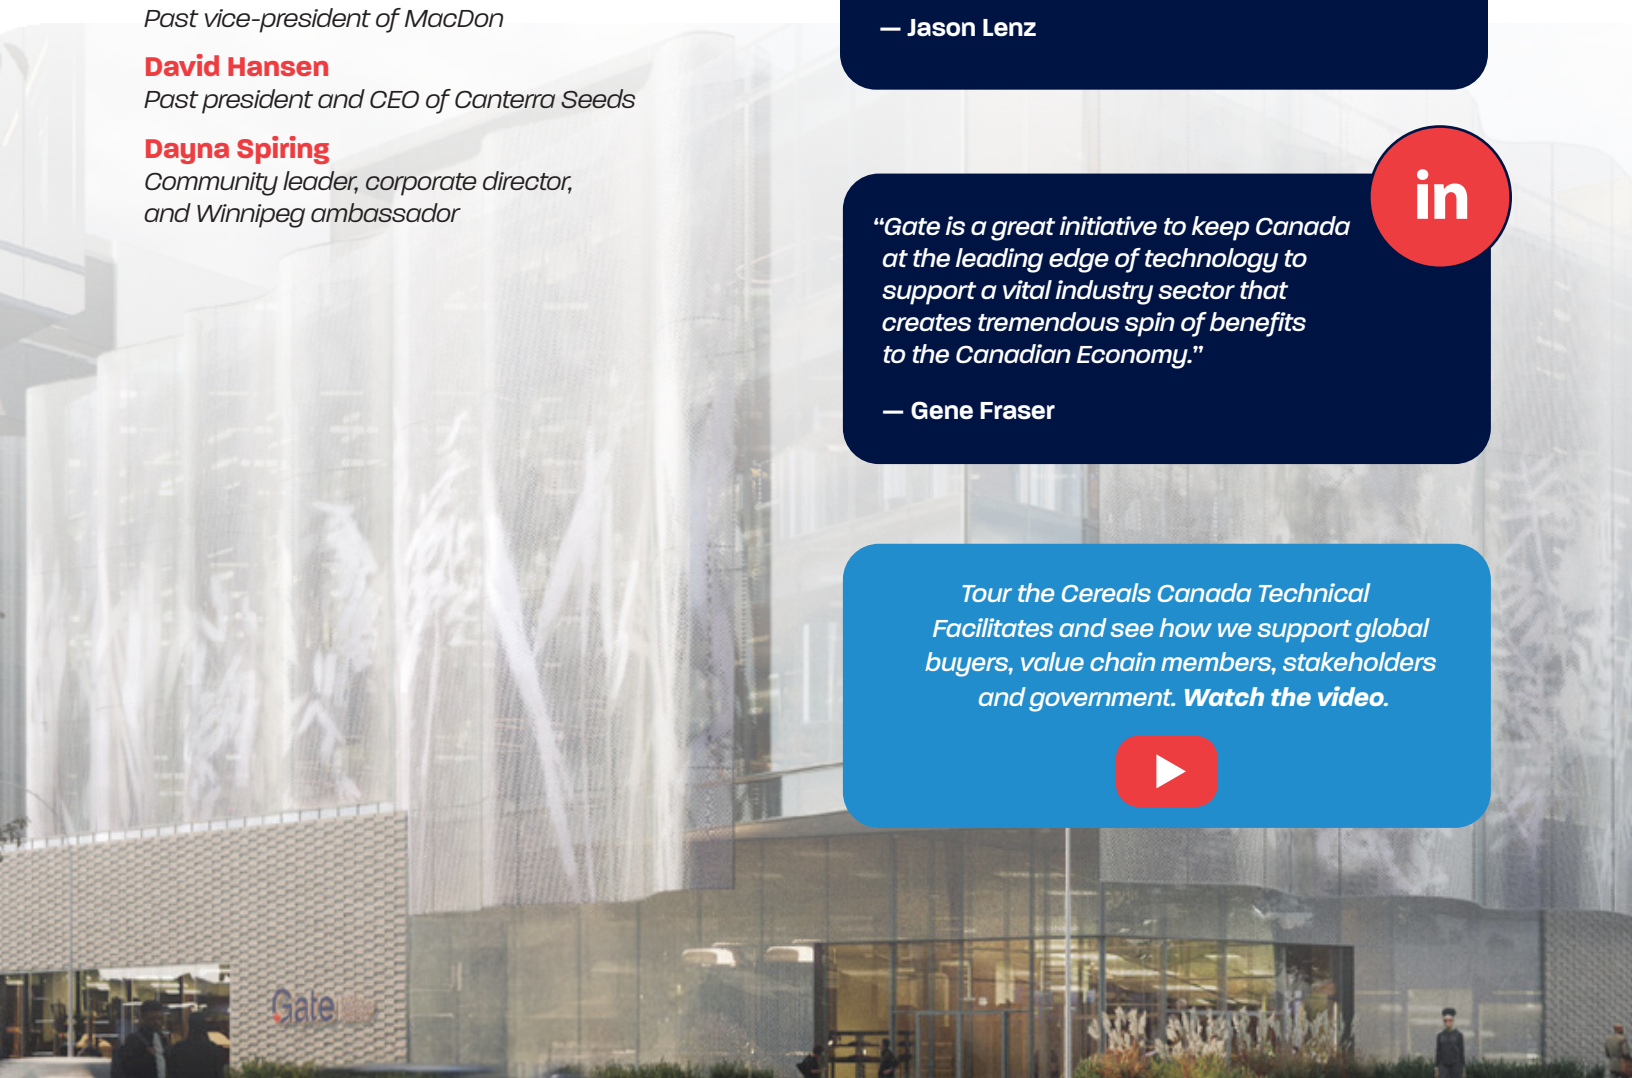 Past vice-president of MacDon
David Hansen
Past president and CEO of Canterra Seeds
Dayna Spiring
Community leader, corporate director,
and Winnipeg ambassador
— Jason Lenz
in
“Gate is a great initiative to keep Canada
at the leading edge of technology to
support a vital industry sector that
creates tremendous spin of benefits
to the Canadian Economy.”
— Gene Fraser
Tour the Cereals Canada Technical
Facilitates and see how we support global
buyers, value chain members, stakeholders
and government. Watch the video.
Gate